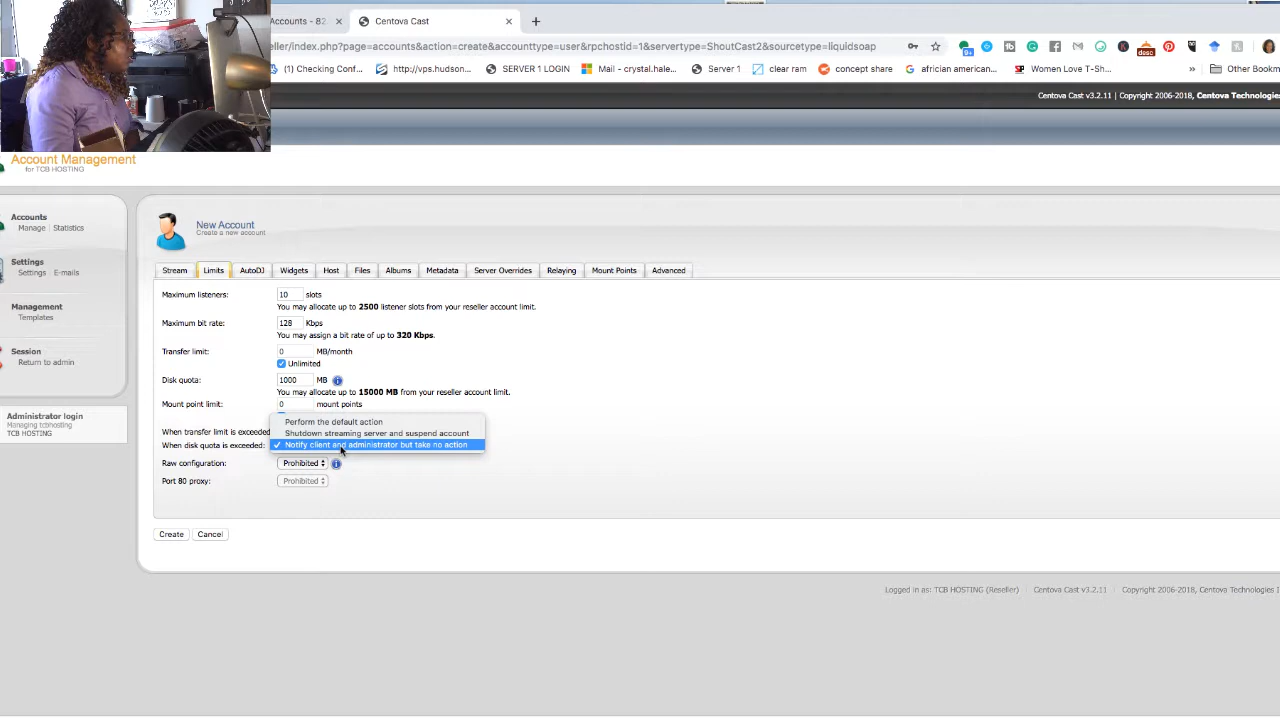 Accounts - 82
Centova Cast
eller/index.php?page=accounts&action=create&accounttype=user&rpchostid=1&servertype=ShoutCast2&sourcetype=liquidsoap
(1) Checking Conf...
http://vps.hudson...
SERVER 1 LOGIN
Mail - crystal.hale...
Server 1
clear ram
concept share
africian american...
Women Love T-Sh...
»
Other Bookm
Centova Cast v3.2.11 | Copyright 2006-2018, Centova Technologies
Account Management
for TCB HOSTING
Accounts
Manage | Statistics
Settings
Settings | E-mails
Management
Templates
Session
Return to admin
Administrator login
Managing tcbhosting
TCB HOSTING
New Account
Create a new account
Stream Limits AutoDJ Widgets Host Files Albums Metadata Server Overrides Relaying Mount Points Advanced
Maximum listeners: 10 slots
You may allocate up to 2500 listener slots from your reseller account limit.
Maximum bit rate: 128 Kbps
You may assign a bit rate of up to 320 Kbps.
Transfer limit: 0 MB/month
Unlimited
Disk quota: 1000 MB
You may allocate up to 15000 MB from your reseller account limit.
Mount point limit: 0 mount points
Perform the default action
When transfer limit is exceeded
Shutdown streaming server and suspend account
When disk quota is exceeded:
Notify client and administrator but take no action
Raw configuration: Prohibited
Port 80 proxy: Prohibited
Create Cancel
Logged in as: TCB HOSTING (Reseller) | Centova Cast v3.2.11 | Copyright 2006-2018, Centova Technologies I